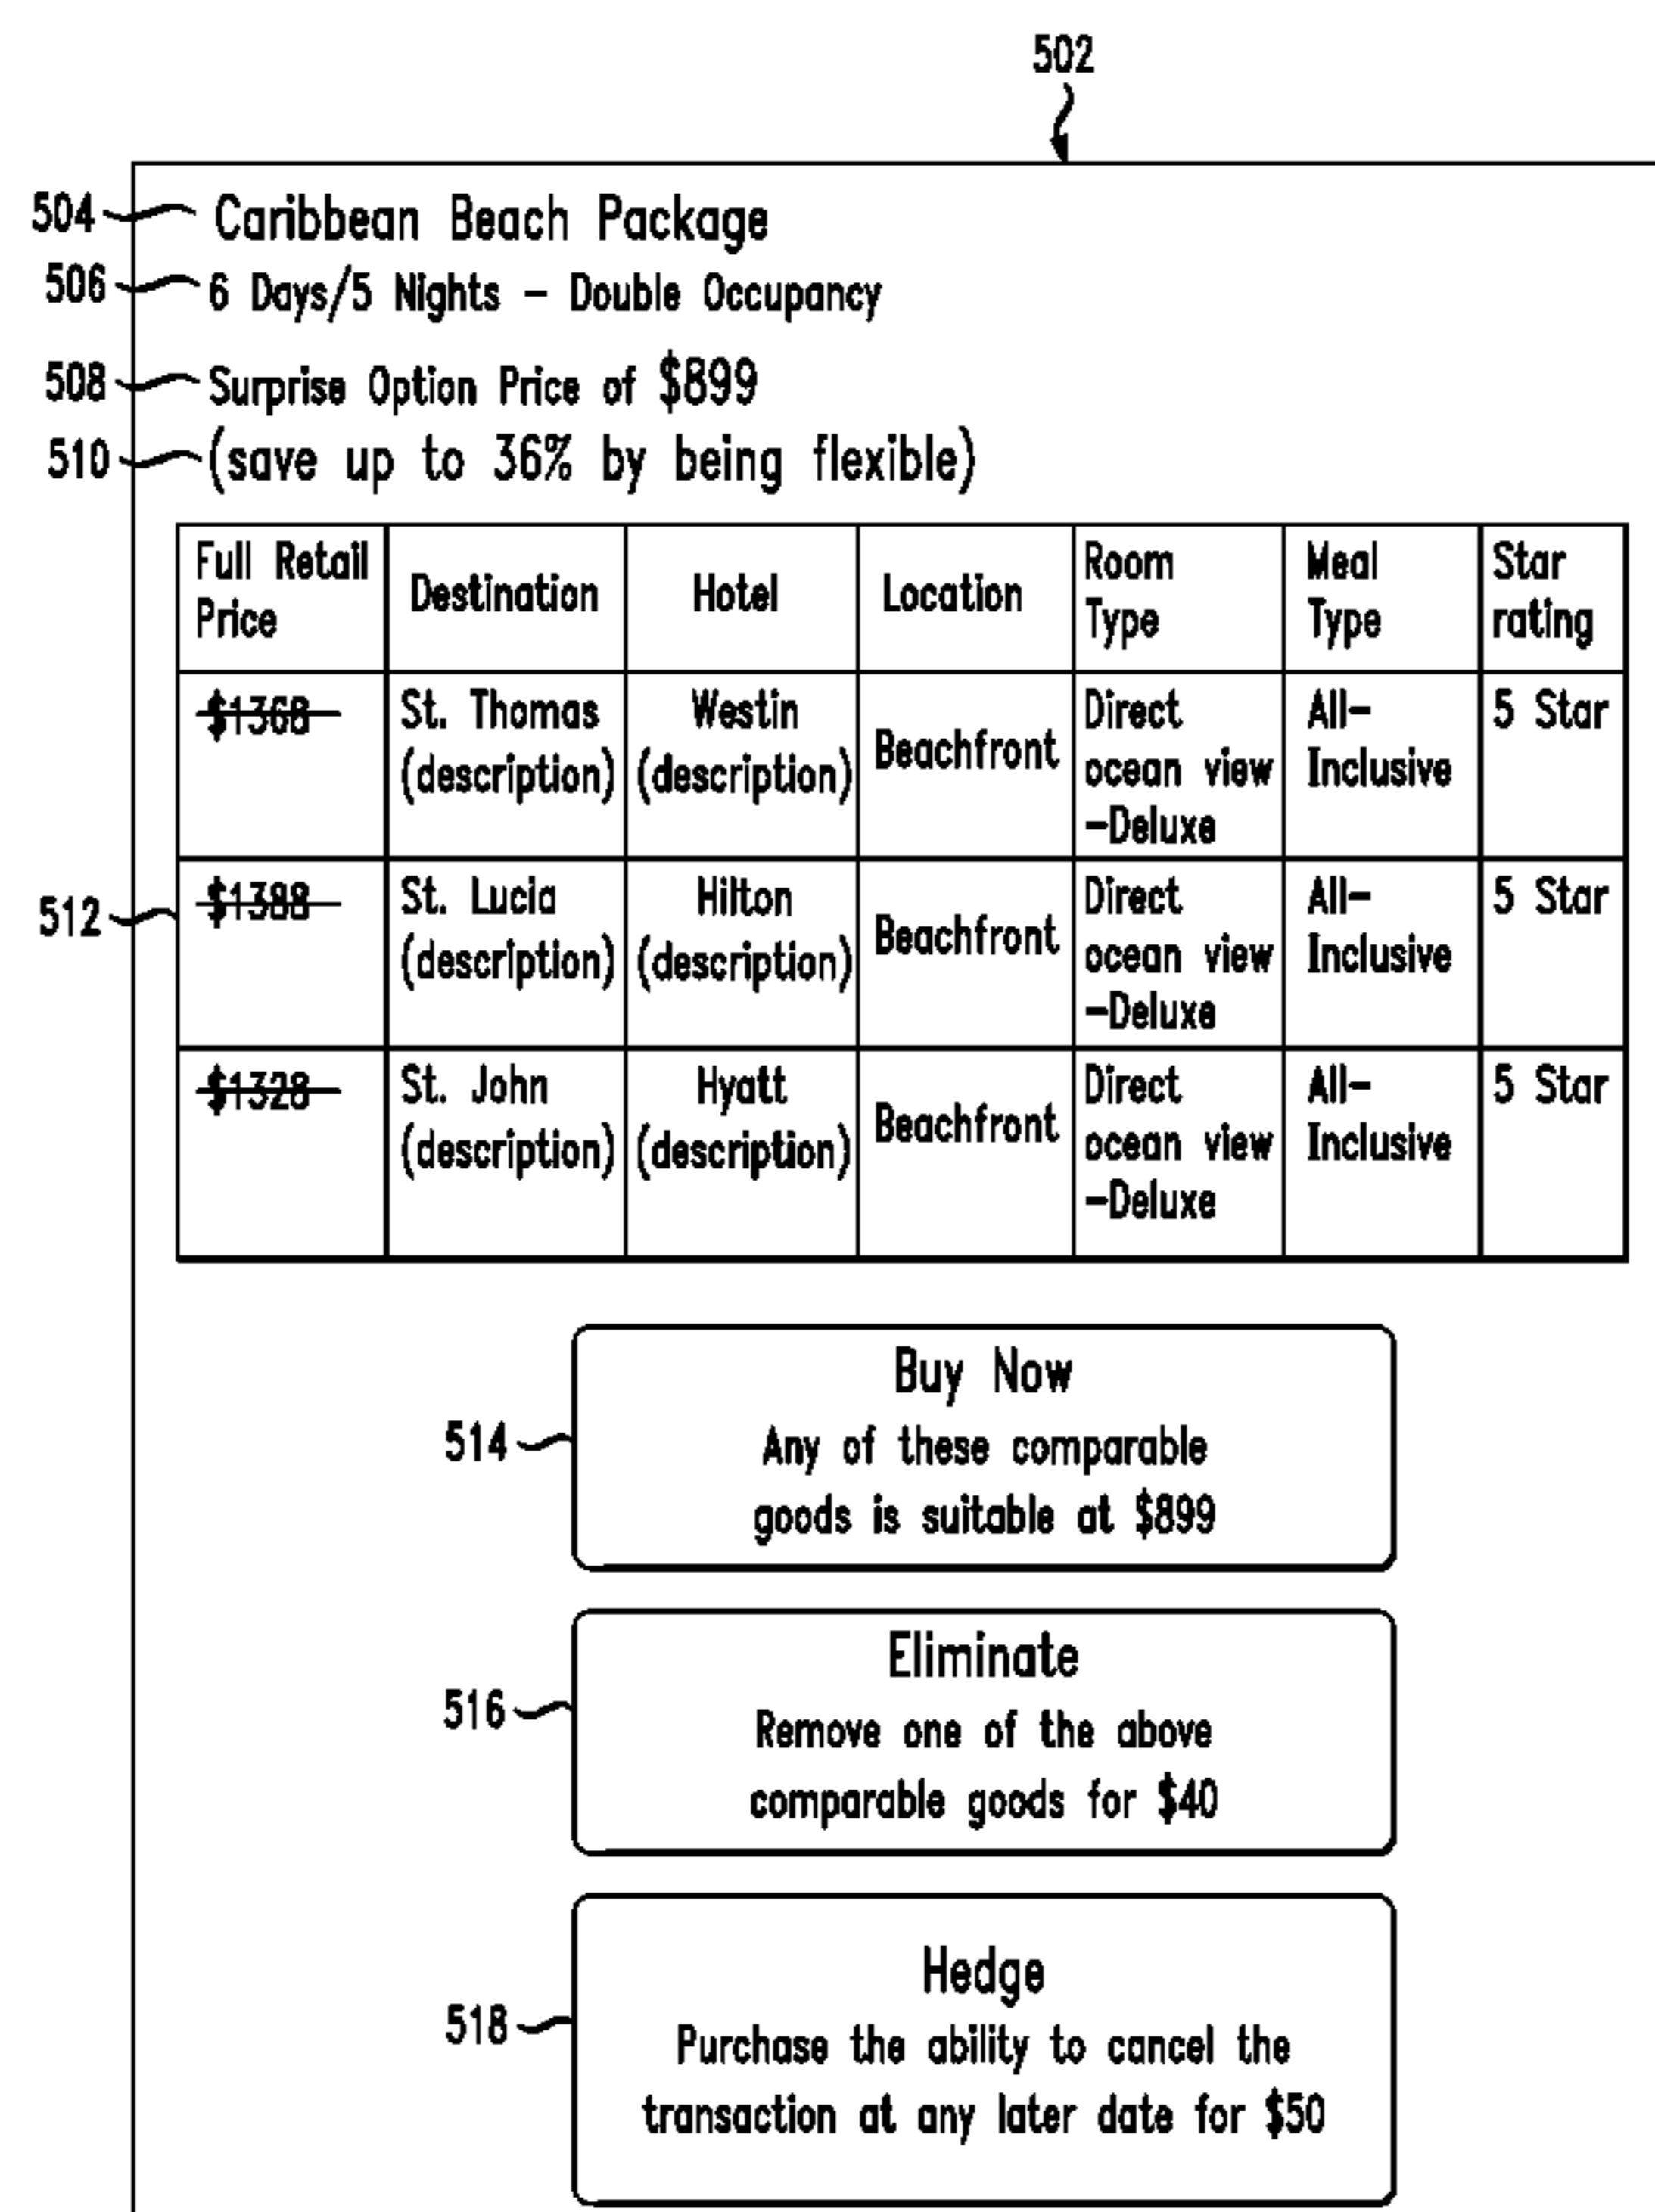 502
504 Caribbean Beach Package
506 6 Days/5 Nights - Double Occupancy
508 Surprise Option Price of $899
510 (save up to 36% by being flexible)
Full Retail Price Destination Hotel Location Room Type Meal Type Star rating
$1368 St. Thomas (description) Westin (description) Beachfront Direct ocean view -Deluxe All-Inclusive 5 Star
512 $1388 St. Lucia (description) Hilton (description) Beachfront Direct ocean view -Deluxe All-Inclusive 5 Star
$1328 St. John (description) Hyatt (description) Beachfront Direct ocean view -Deluxe All-Inclusive 5 Star
Buy Now
514 Any of these comparable
goods is suitable at $899
Eliminate
516 Remove one of the above
comparable goods for $40
Hedge
518 Purchase the ability to cancel the
transaction at any later date for $50